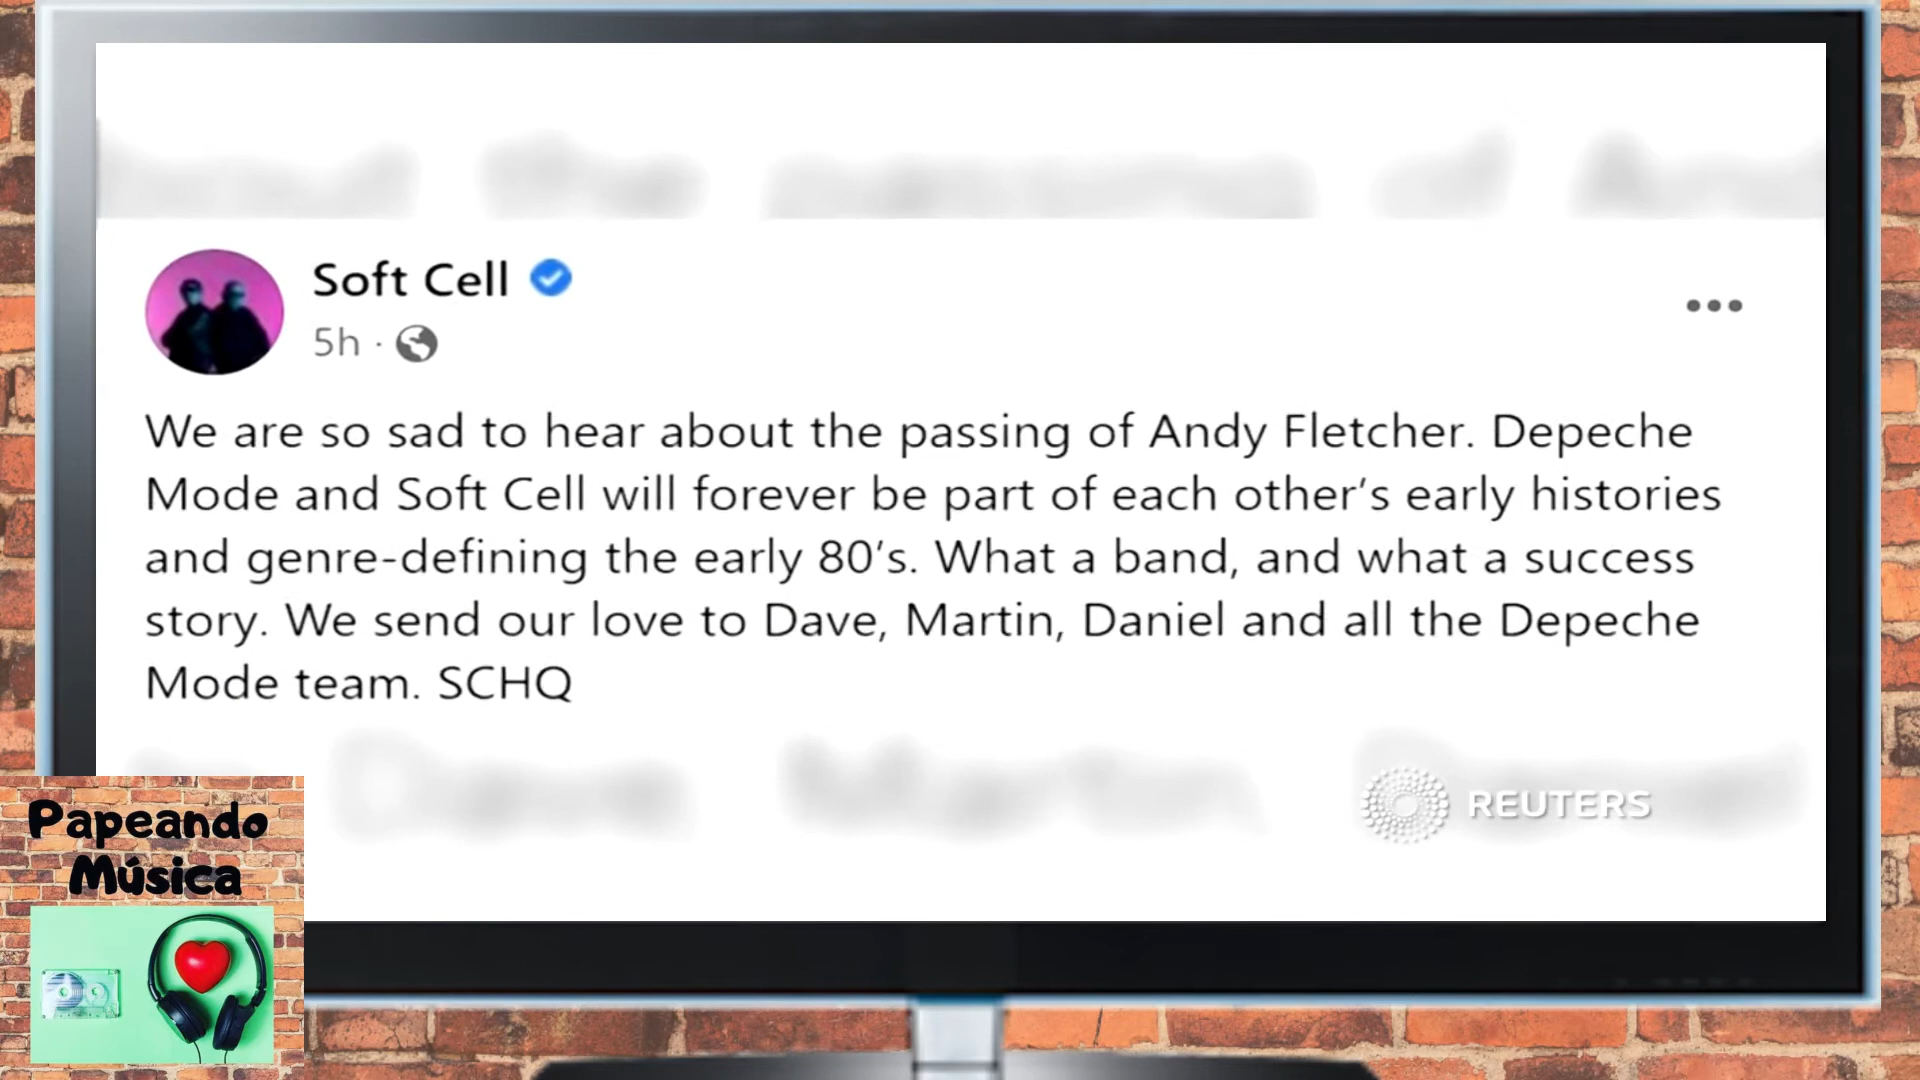 Soft Cell
5h ·
We are so sad to hear about the passing of Andy Fletcher. Depeche
Mode and Soft Cell will forever be part of each other’s early histories
and genre-defining the early 80’s. What a band, and what a success
story. We send our love to Dave, Martin, Daniel and all the Depeche
Mode team. SCHQ
REUTERS
Papeando
Música